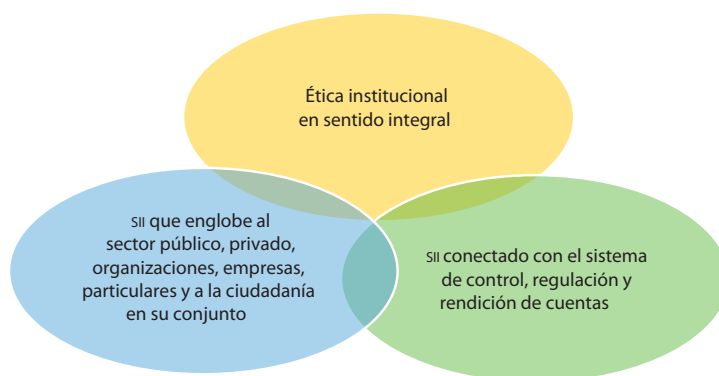 Ética institucional
en sentido integral
SII que englobe al
sector público, privado,
organizaciones, empresas,
particulares y a la ciudadanía
en su conjunto
SII conectado con el sistema
de control, regulación y
rendición de cuentas